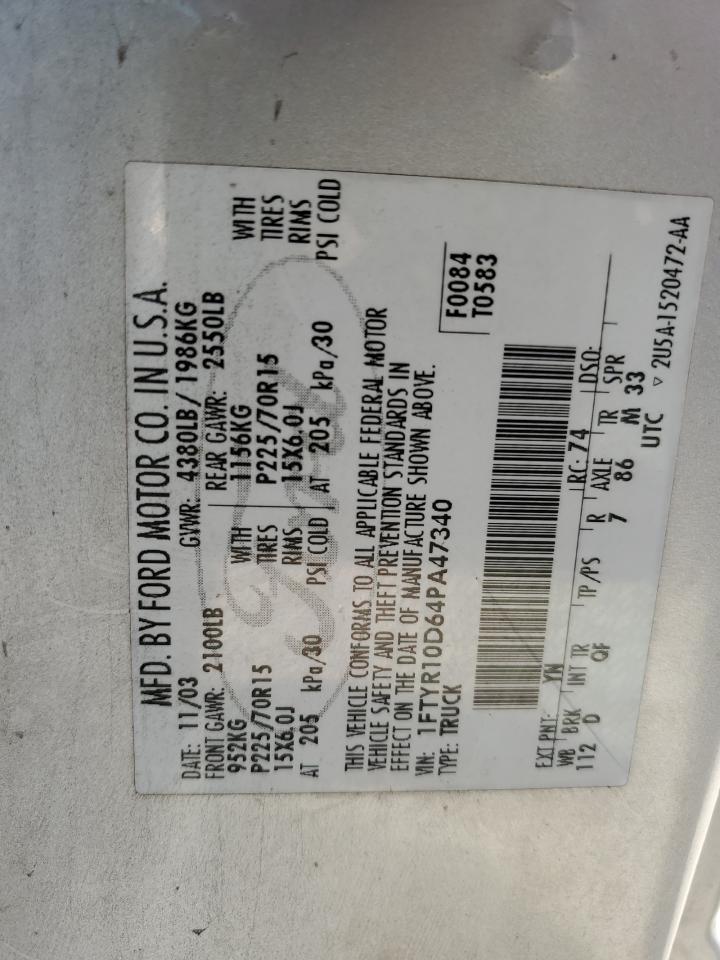 MFD. BY FORD MOTOR CO. IN U.S.A.
DATE: 11/03 GVWR: 4380LB/ 1986KG
FRONT GAWR: 2100LB REAR GAWR: 2550LB
952KG WITH 1156KG WITH
P225/70R15 TIRES P225/70R15 TIRES
15X6.0J RIMS 15X6.0J RIMS
AT 205 kPa/30 PSI COLD AT 205 kPa/30 PSI COLD
THIS VEHICLE CONFORMS TO ALL APPLICABLE FEDERAL MOTOR
VEHICLE SAFETY AND THEFT PREVENTION STANDARDS IN
EFFECT ON THE DATE OF MANUFACTURE SHOWN ABOVE.
VIN: 1FTYR10D64PA47340
TYPE: TRUCK
F0084
T0583
EXT PNT: YN RC: 74 DSO:
WB BRK INT TR TP/PS R AXLE TR SPR
112 D QF 7 86 M 33
UTC ▿ 2U5A-1520472-AA
Ford